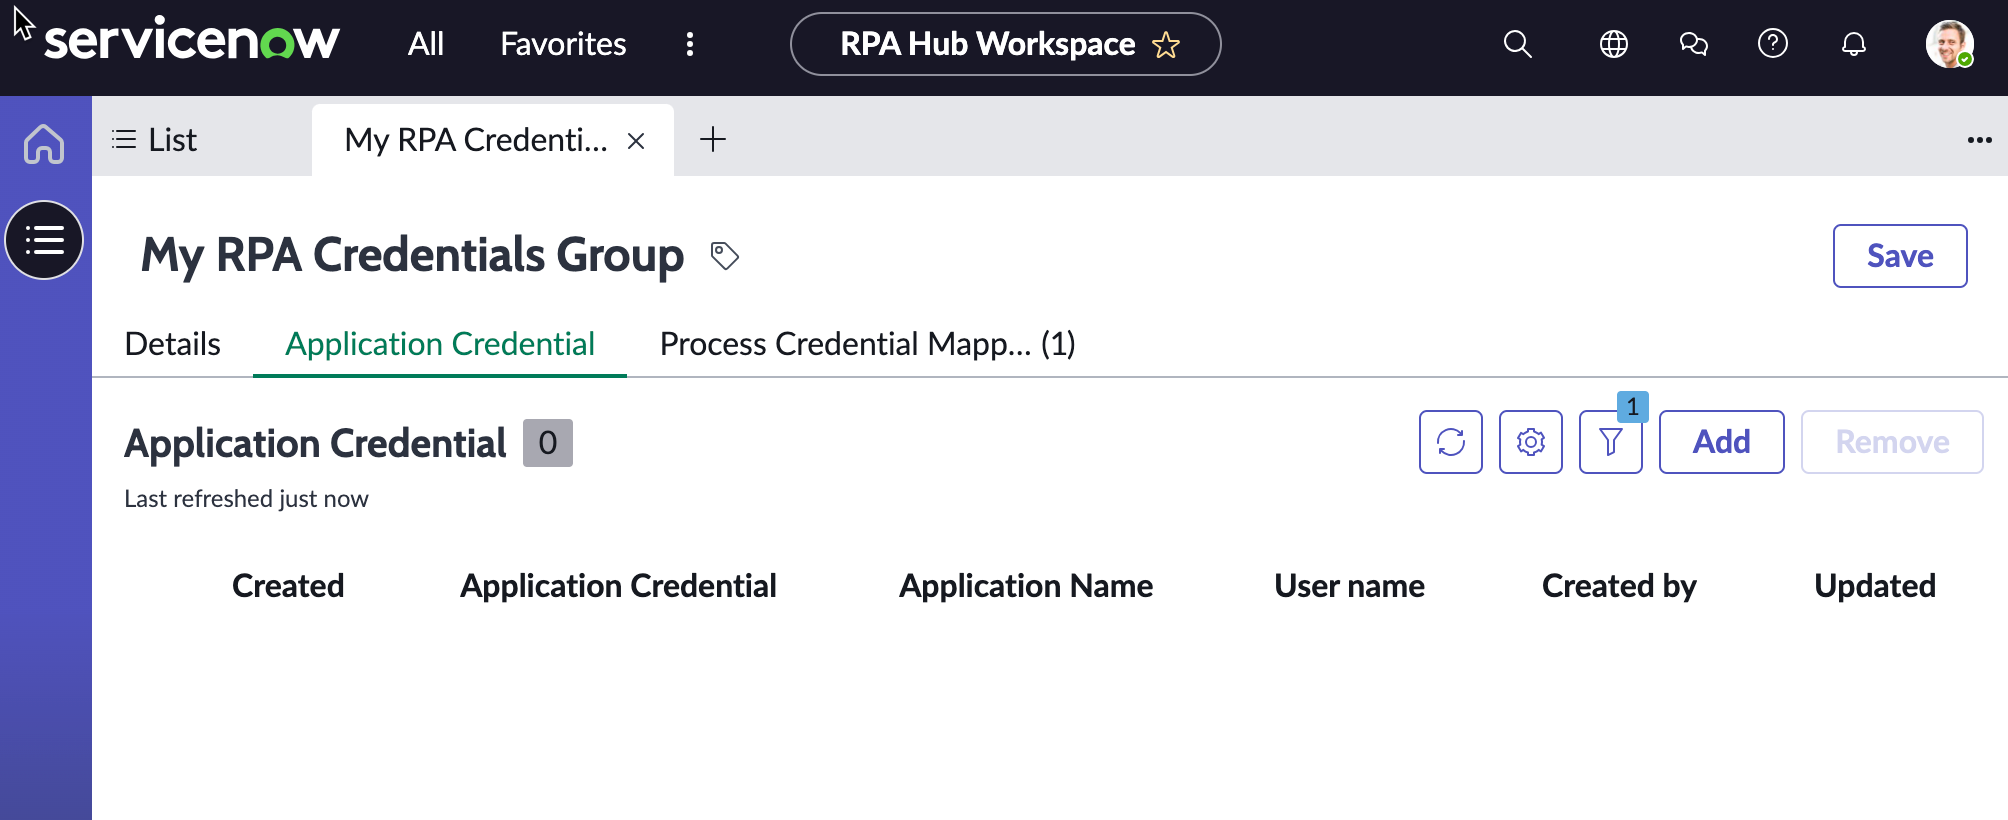 servicenow All Favorites RPA Hub Workspace
List My RPA Credenti...
My RPA Credentials Group Save
Details Application Credential Process Credential Mapp... (1)
1
Application Credential 0 Add Remove
Last refreshed just now
Created Application Credential Application Name User name Created by Updated